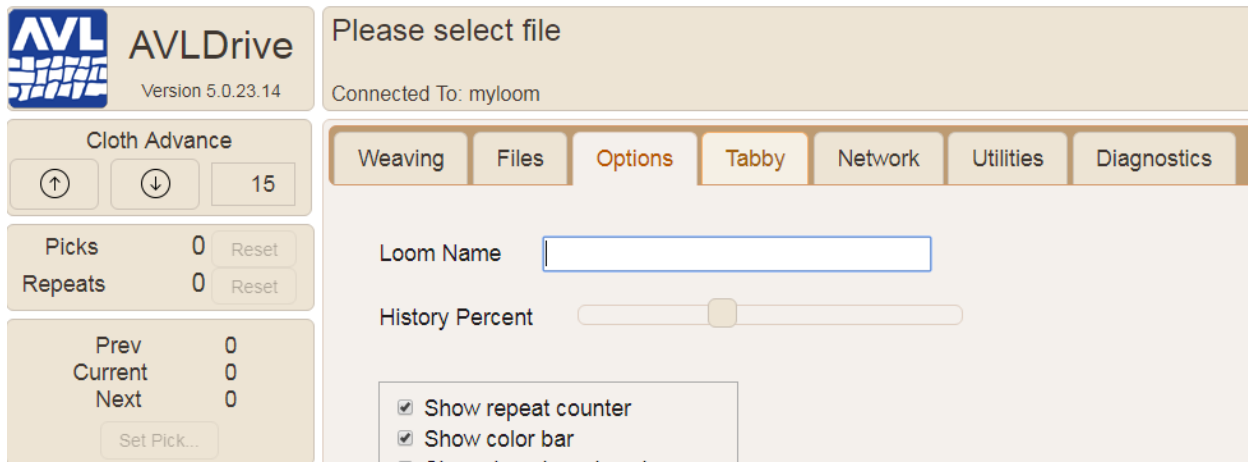 AVL
AVLDrive
Version 5.0.23.14
Please select file
Connected To: myloom
Cloth Advance
15
Picks 0 Reset
Repeats 0 Reset
Prev 0
Current 0
Next 0
Set Pick...
Weaving Files Options Tabby Network Utilities Diagnostics
Loom Name
History Percent
Show repeat counter
Show color bar